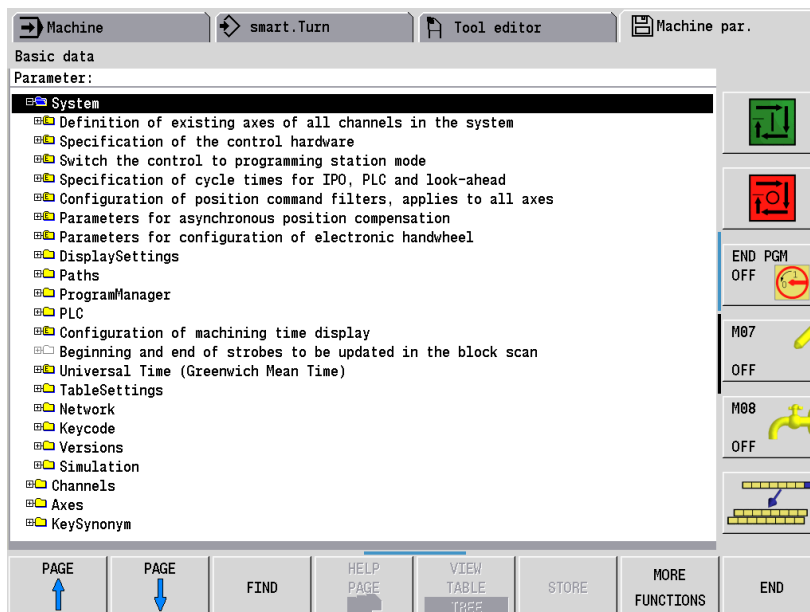 Machine
smart.Turn
Tool editor
Machine par.
Basic data
Parameter:
System
Definition of existing axes of all channels in the system
Specification of the control hardware
Switch the control to programming station mode
Specification of cycle times for IPO, PLC and look-ahead
Configuration of position command filters, applies to all axes
Parameters for asynchronous position compensation
Parameters for configuration of electronic handwheel
DisplaySettings
Paths
ProgramManager
PLC
Configuration of machining time display
Beginning and end of strobes to be updated in the block scan
Universal Time (Greenwich Mean Time)
TableSettings
Network
Keycode
Versions
Simulation
Channels
Axes
KeySynonym
END PGM
OFF
M07
OFF
M08
OFF
PAGE
PAGE
FIND
HELP
PAGE
VIEW
TABLE
TREE
STORE
MORE
FUNCTIONS
END